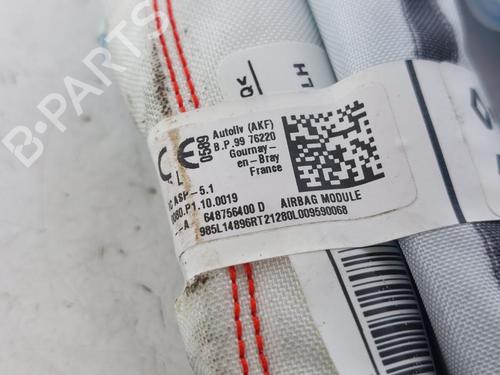 B-PARTS
OK
LH
0589
Autoliv (AKF)
B.P.99 76220
Gournay-
en-Bray
France
ASP-5.1
.P1.10.0019
648756400 D
AIRBAG MODULE
985L14896RT21280L009590068